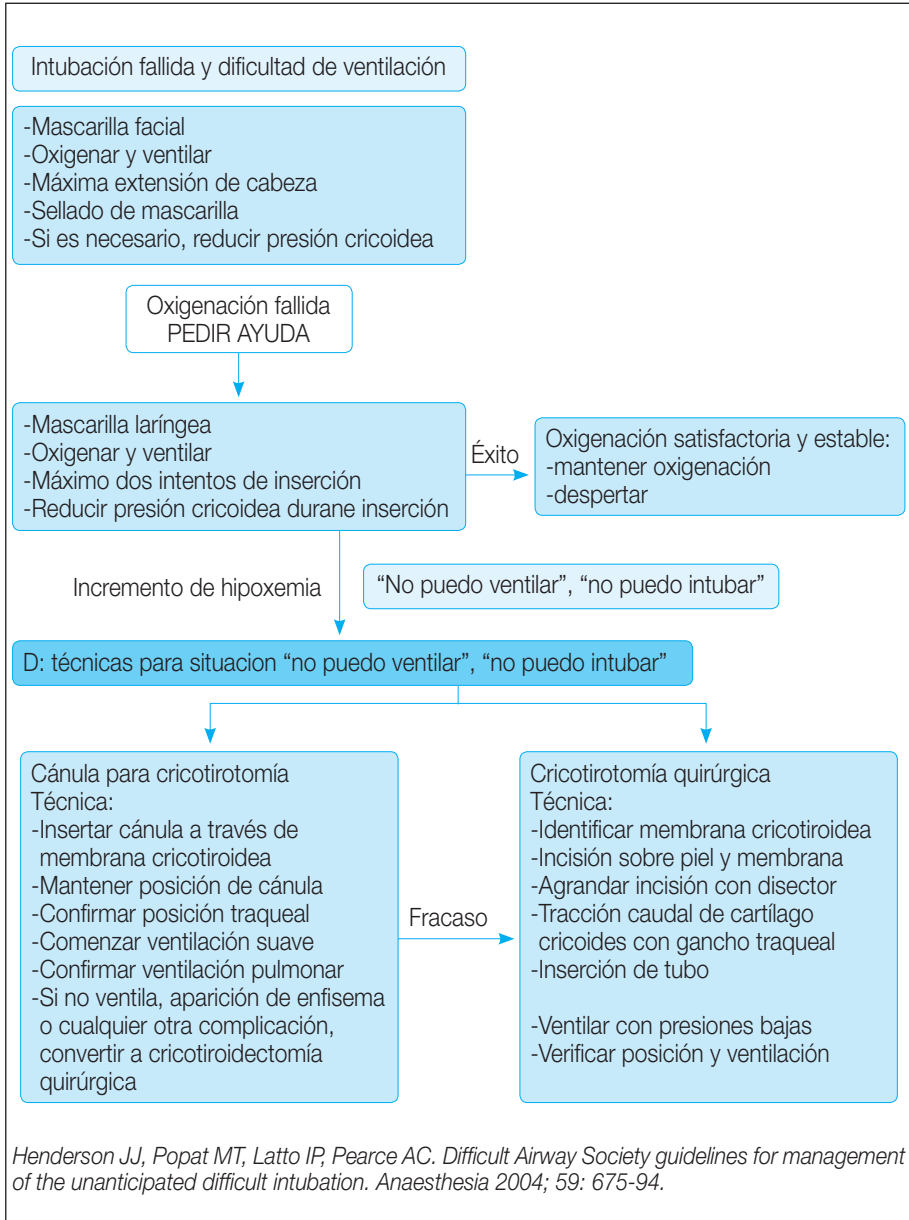 Intubación fallida y dificultad de ventilación
-Mascarilla facial
-Oxigenar y ventilar
-Máxima extensión de cabeza
-Sellado de mascarilla
-Si es necesario, reducir presión cricoidea
Oxigenación fallida
PEDIR AYUDA
-Mascarilla laríngea
-Oxigenar y ventilar
-Máximo dos intentos de inserción
-Reducir presión cricoidea durane inserción
Éxito
Oxigenación satisfactoria y estable:
-mantener oxigenación
-despertar
Incremento de hipoxemia
“No puedo ventilar”, “no puedo intubar”
D: técnicas para situacion “no puedo ventilar”, “no puedo intubar”
Cánula para cricotirotomía
Técnica:
-Insertar cánula a través de
membrana cricotiroidea
-Mantener posición de cánula
-Confirmar posición traqueal
-Comenzar ventilación suave
-Confirmar ventilación pulmonar
-Si no ventila, aparición de enfisema
o cualquier otra complicación,
convertir a cricotiroidectomía
quirúrgica
Fracaso
Cricotirotomía quirúrgica
Técnica:
-Identificar membrana cricotiroidea
-Incisión sobre piel y membrana
-Agrandar incisión con disector
-Tracción caudal de cartílago
cricoides con gancho traqueal
-Inserción de tubo
-Ventilar con presiones bajas
-Verificar posición y ventilación
Henderson JJ, Popat MT, Latto IP, Pearce AC. Difficult Airway Society guidelines for management
of the unanticipated difficult intubation. Anaesthesia 2004; 59: 675-94.